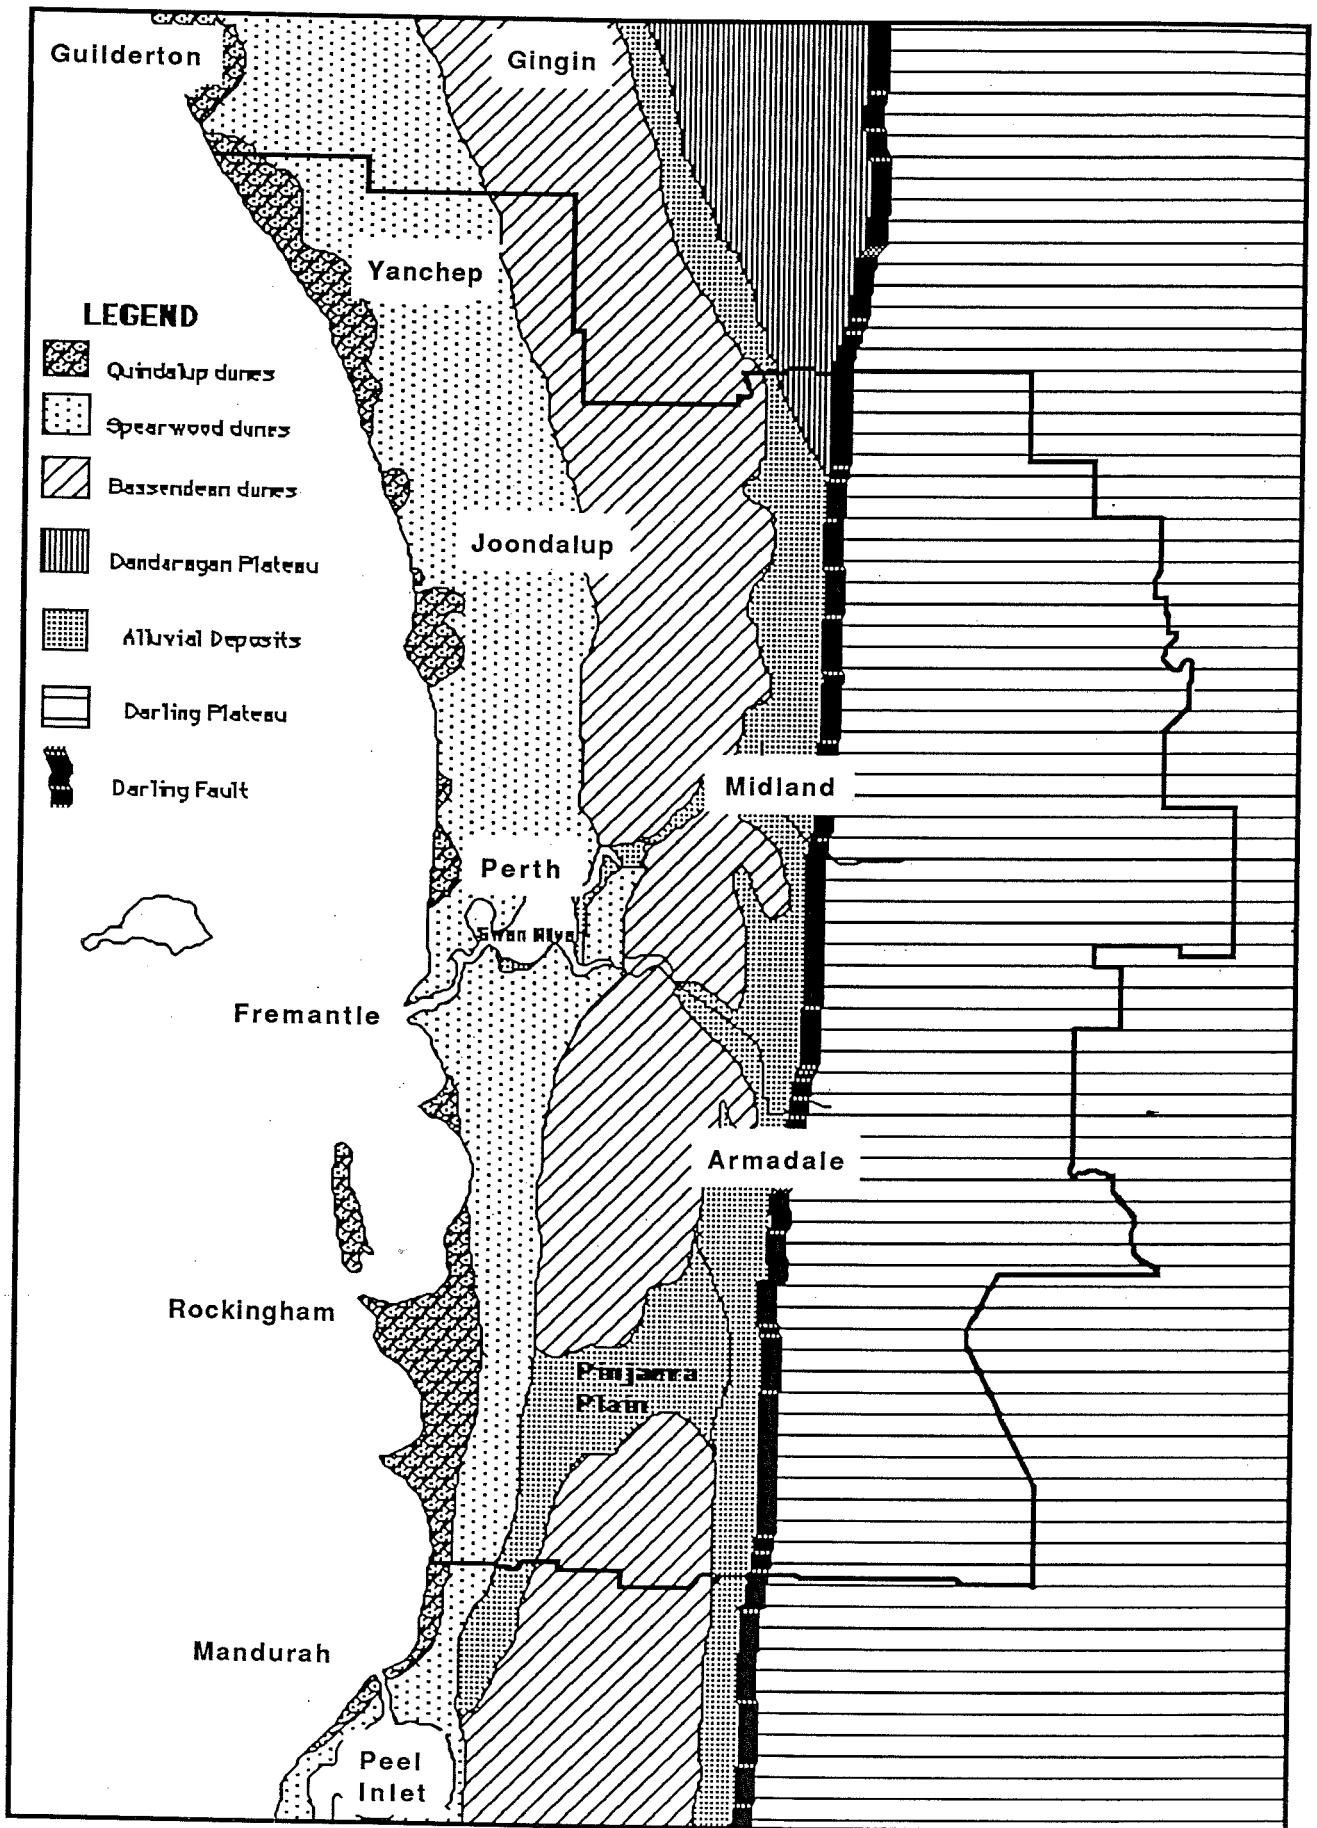 Guilderton
Gingin
Yanchep
LEGEND
Quindalup dunes
Spearwood dunes
Bassendean dunes
Joondalup
Dandaragan Plateau
Alluvial Deposits
Darling Plateau
Darling Fault
Midland
Perth
Swan Rive
Fremantle
Armadale
Rockingham
Pinjarra
Plain
Mandurah
Peel
Inlet